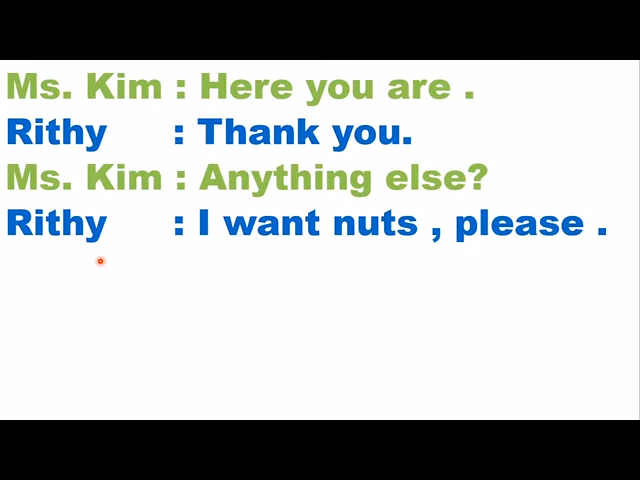 Ms. Kim : Here you are .
Rithy : Thank you.
Ms. Kim : Anything else?
Rithy : I want nuts , please .